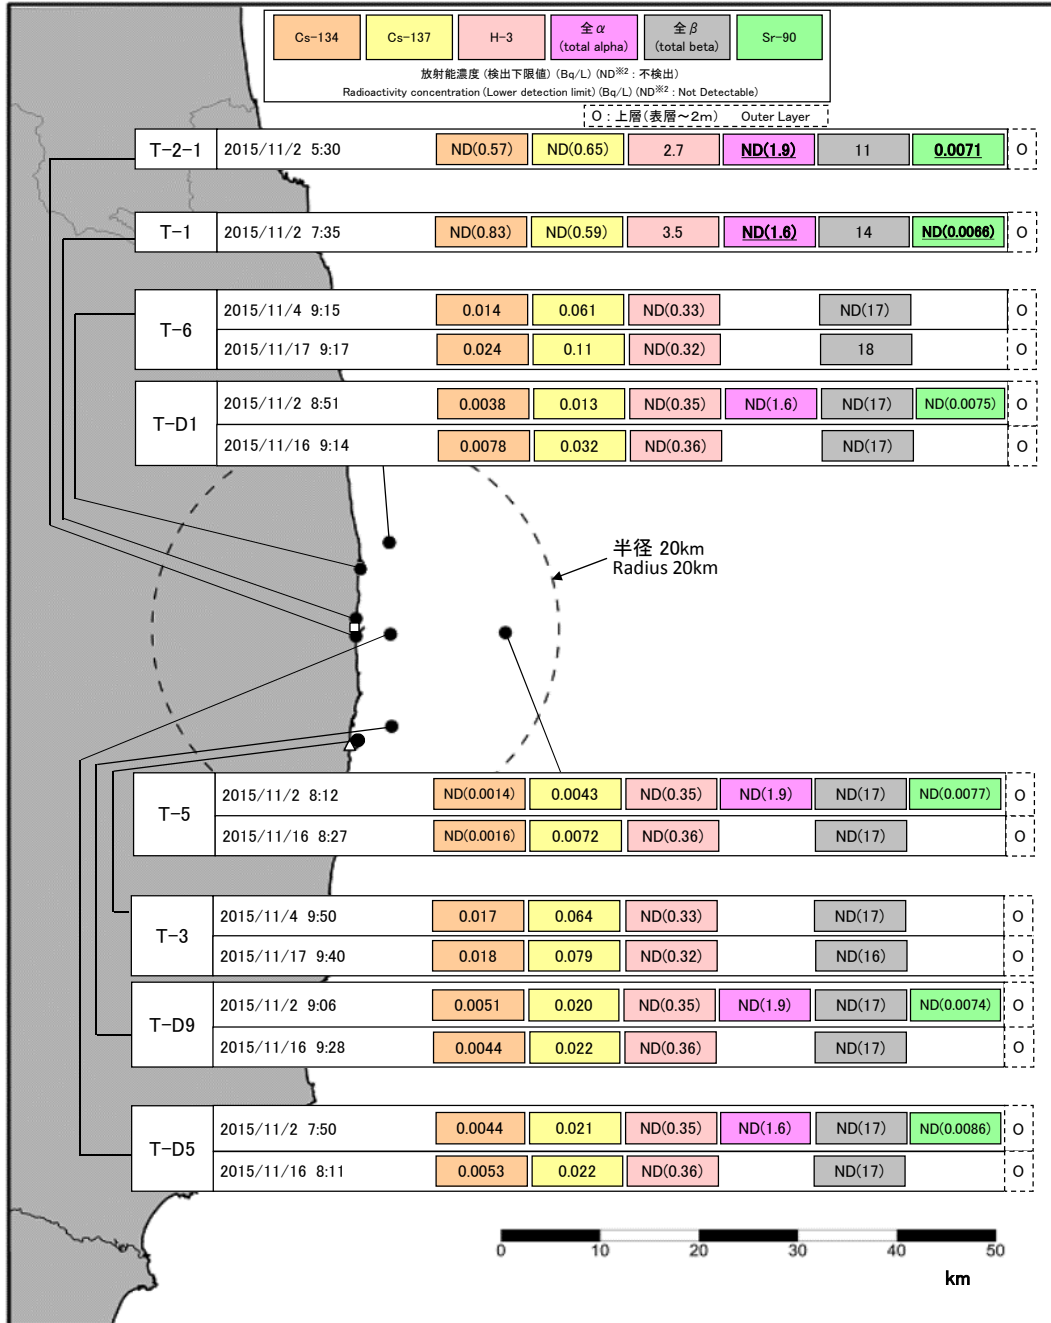 Cs-134 Cs-137 H-3 全α (total alpha) 全β (total beta) Sr-90
放射能濃度 (検出下限値) (Bq/L) (ND※2 : 不検出)
Radioactivity concentration (Lower detection limit) (Bq/L) (ND※2 : Not Detectable)
O : 上層(表層～2m) Outer Layer
T-2-1 2015/11/2 5:30 ND(0.57) ND(0.65) 2.7 ND(1.9) 11 0.0071 O
T-1 2015/11/2 7:35 ND(0.83) ND(0.59) 3.5 ND(1.6) 14 ND(0.0066) O
T-6 2015/11/4 9:15 0.014 0.061 ND(0.33) ND(17) O
2015/11/17 9:17 0.024 0.11 ND(0.32) 18 O
T-D1 2015/11/2 8:51 0.0038 0.013 ND(0.35) ND(1.6) ND(17) ND(0.0075) O
2015/11/16 9:14 0.0078 0.032 ND(0.36) ND(17) O
半径 20km
Radius 20km
T-5 2015/11/2 8:12 ND(0.0014) 0.0043 ND(0.35) ND(1.9) ND(17) ND(0.0077) O
2015/11/16 8:27 ND(0.0016) 0.0072 ND(0.36) ND(17) O
T-3 2015/11/4 9:50 0.017 0.064 ND(0.33) ND(17) O
2015/11/17 9:40 0.018 0.079 ND(0.32) ND(16) O
T-D9 2015/11/2 9:06 0.0051 0.020 ND(0.35) ND(1.9) ND(17) ND(0.0074) O
2015/11/16 9:28 0.0044 0.022 ND(0.36) ND(17) O
T-D5 2015/11/2 7:50 0.0044 0.021 ND(0.35) ND(1.6) ND(17) ND(0.0086) O
2015/11/16 8:11 0.0053 0.022 ND(0.36) ND(17) O
0 10 20 30 40 50
km